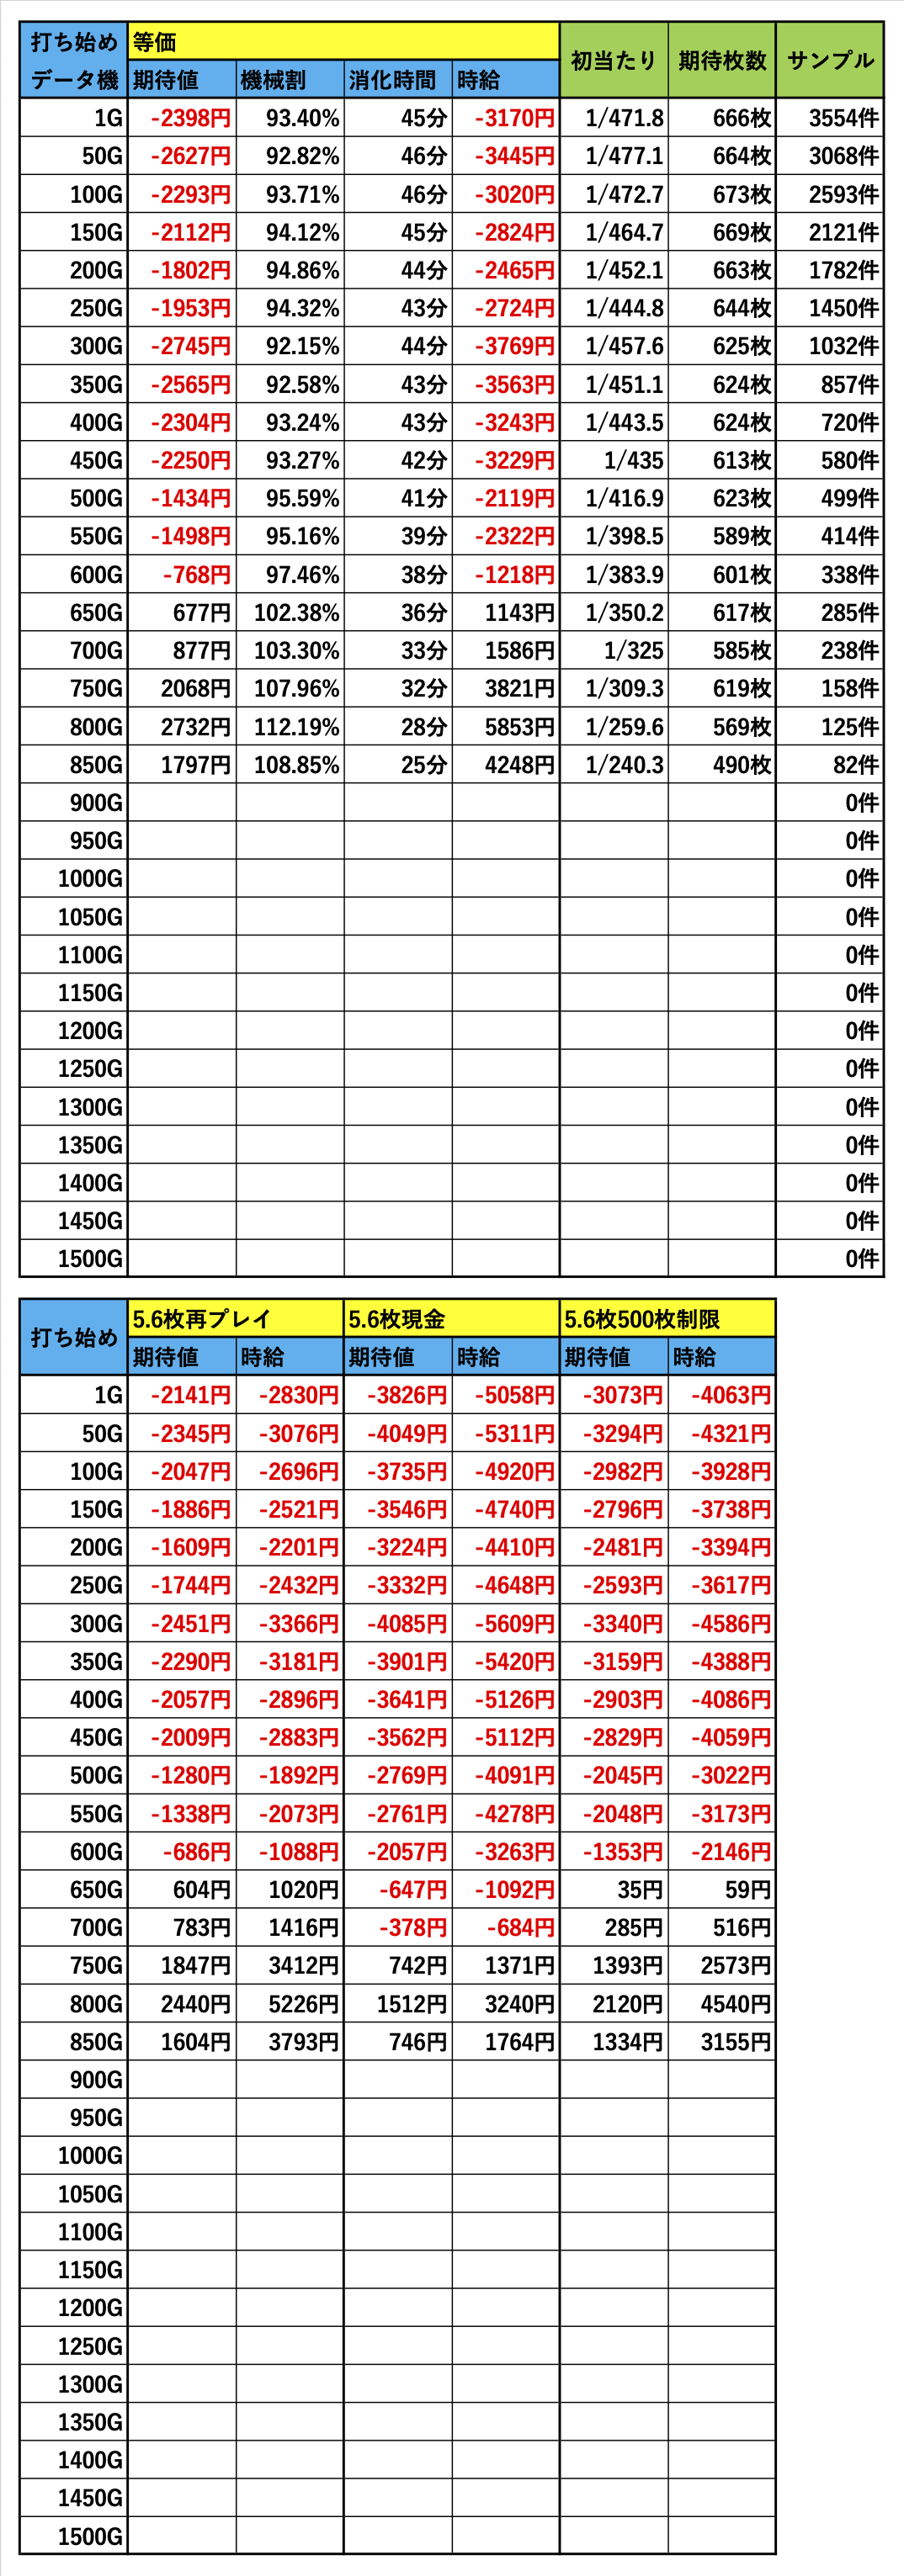 打ち始め 等価 初当たり 期待枚数 サンプル
データ機 期待値 機械割 消化時間 時給
1G -2398円 93.40% 45分 -3170円 1/471.8 666枚 3554件
50G -2627円 92.82% 46分 -3445円 1/477.1 664枚 3068件
100G -2293円 93.71% 46分 -3020円 1/472.7 673枚 2593件
150G -2112円 94.12% 45分 -2824円 1/464.7 669枚 2121件
200G -1802円 94.86% 44分 -2465円 1/452.1 663枚 1782件
250G -1953円 94.32% 43分 -2724円 1/444.8 644枚 1450件
300G -2745円 92.15% 44分 -3769円 1/457.6 625枚 1032件
350G -2565円 92.58% 43分 -3563円 1/451.1 624枚 857件
400G -2304円 93.24% 43分 -3243円 1/443.5 624枚 720件
450G -2250円 93.27% 42分 -3229円 1/435 613枚 580件
500G -1434円 95.59% 41分 -2119円 1/416.9 623枚 499件
550G -1498円 95.16% 39分 -2322円 1/398.5 589枚 414件
600G -768円 97.46% 38分 -1218円 1/383.9 601枚 338件
650G 677円 102.38% 36分 1143円 1/350.2 617枚 285件
700G 877円 103.30% 33分 1586円 1/325 585枚 238件
750G 2068円 107.96% 32分 3821円 1/309.3 619枚 158件
800G 2732円 112.19% 28分 5853円 1/259.6 569枚 125件
850G 1797円 108.85% 25分 4248円 1/240.3 490枚 82件
900G 0件
950G 0件
1000G 0件
1050G 0件
1100G 0件
1150G 0件
1200G 0件
1250G 0件
1300G 0件
1350G 0件
1400G 0件
1450G 0件
1500G 0件
打ち始め 5.6枚再プレイ 5.6枚現金 5.6枚500枚制限
期待値 時給 期待値 時給 期待値 時給
1G -2141円 -2830円 -3826円 -5058円 -3073円 -4063円
50G -2345円 -3076円 -4049円 -5311円 -3294円 -4321円
100G -2047円 -2696円 -3735円 -4920円 -2982円 -3928円
150G -1886円 -2521円 -3546円 -4740円 -2796円 -3738円
200G -1609円 -2201円 -3224円 -4410円 -2481円 -3394円
250G -1744円 -2432円 -3332円 -4648円 -2593円 -3617円
300G -2451円 -3366円 -4085円 -5609円 -3340円 -4586円
350G -2290円 -3181円 -3901円 -5420円 -3159円 -4388円
400G -2057円 -2896円 -3641円 -5126円 -2903円 -4086円
450G -2009円 -2883円 -3562円 -5112円 -2829円 -4059円
500G -1280円 -1892円 -2769円 -4091円 -2045円 -3022円
550G -1338円 -2073円 -2761円 -4278円 -2048円 -3173円
600G -686円 -1088円 -2057円 -3263円 -1353円 -2146円
650G 604円 1020円 -647円 -1092円 35円 59円
700G 783円 1416円 -378円 -684円 285円 516円
750G 1847円 3412円 742円 1371円 1393円 2573円
800G 2440円 5226円 1512円 3240円 2120円 4540円
850G 1604円 3793円 746円 1764円 1334円 3155円
900G
950G
1000G
1050G
1100G
1150G
1200G
1250G
1300G
1350G
1400G
1450G
1500G